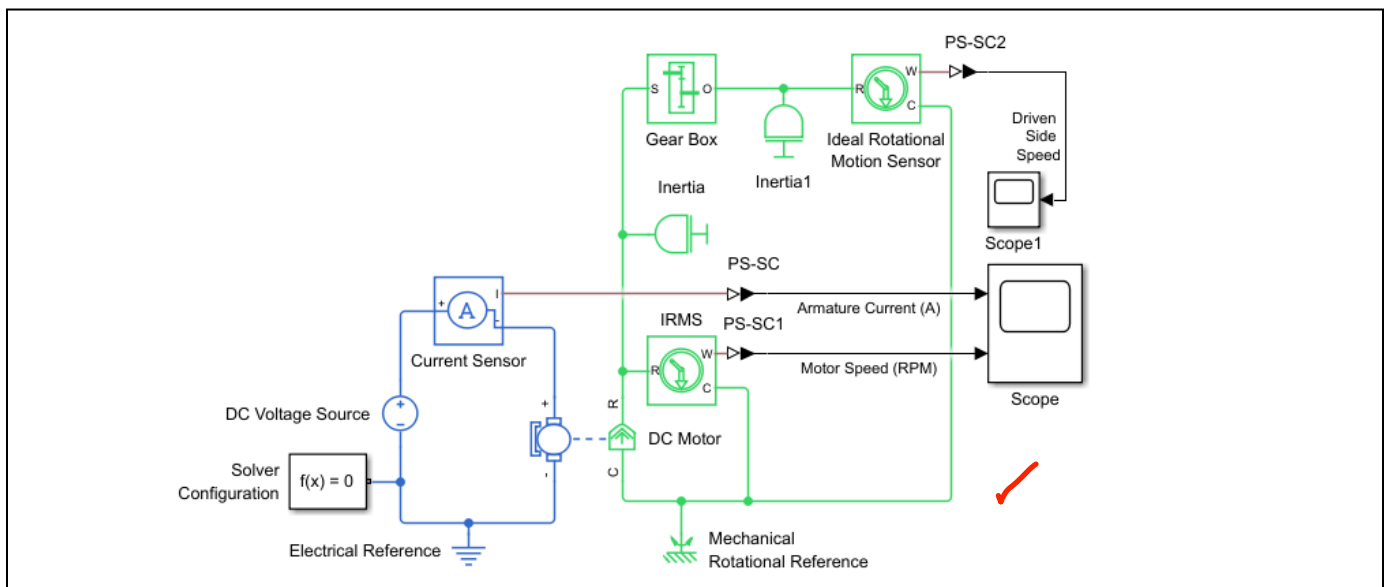 PS-SC2
S
O
R
W
C
Gear Box
Ideal Rotational
Motion Sensor
Driven
Side
Speed
Inertia
Inertia1
Scope1
PS-SC
+
A
I
-
Armature Current (A)
Current Sensor
IRMS
PS-SC1
R
W
C
Motor Speed (RPM)
Scope
DC Voltage Source
+
-
+
-
R
C
DC Motor
Solver
Configuration
f(x) = 0
Electrical Reference
Mechanical
Rotational Reference